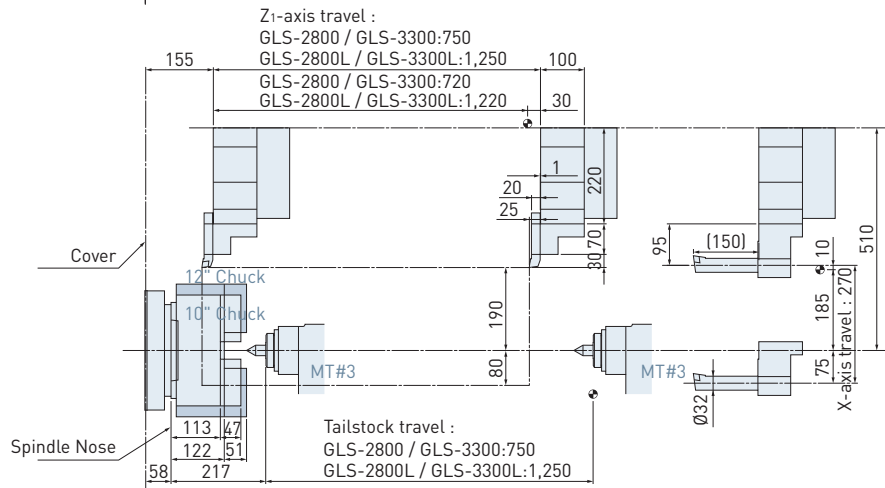 Z1-axis travel :
GLS-2800 / GLS-3300:750
GLS-2800L / GLS-3300L:1,250
155
100
GLS-2800 / GLS-3300:720
GLS-2800L / GLS-3300L:1,220
30
1
20
25
220
70
30
95
(150)
10
510
Cover
12" Chuck
10" Chuck
190
80
MT#3
MT#3
185
75
X-axis travel : 270
Ø32
113
47
122
51
Spindle Nose
58
217
Tailstock travel :
GLS-2800 / GLS-3300:750
GLS-2800L / GLS-3300L:1,250